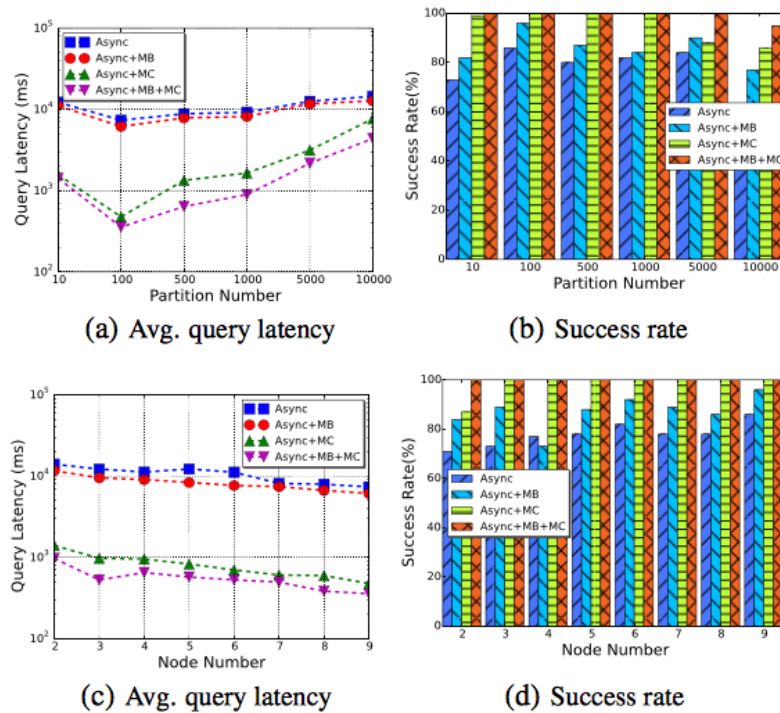 10^5
10^4
10^3
10^2
Query Latency (ms)
Async
Async+MB
Async+MC
Async+MB+MC
10 100 500 1000 5000 10000
Partition Number
(a) Avg. query latency
100
80
60
40
20
0
Success Rate(%)
Async
Async+MB
Async+MC
Async+MB+MC
10 100 500 1000 5000 10000
Partition Number
(b) Success rate
10^5
10^4
10^3
10^2
Query Latency (ms)
Async
Async+MB
Async+MC
Async+MB+MC
2 3 4 5 6 7 8 9
Node Number
(c) Avg. query latency
100
80
60
40
20
0
Success Rate(%)
Async
Async+MB
Async+MC
Async+MB+MC
2 3 4 5 6 7 8 9
Node Number
(d) Success rate